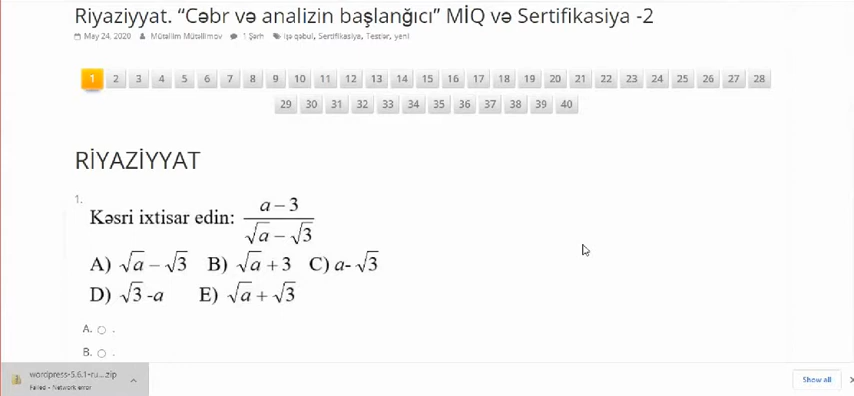 Riyaziyyat. “Cəbr və analizin başlanğıcı” MİQ və Sertifikasiya -2
May 24, 2020 Müəllim Mütəllimov 1 Şərh İşə qəbul, Sertifikasiya, Testlər, yeni
1 2 3 4 5 6 7 8 9 10 11 12 13 14 15 16 17 18 19 20 21 22 23 24 25 26 27 28
29 30 31 32 33 34 35 36 37 38 39 40
RİYAZİYYAT
1.
Kəsri ixtisar edin: (a − 3)/(√a − √3)
A) √a − √3 B) √a + 3 C) a- √3
D) √3 -a E) √a + √3
A. .
B. .
wordpress-5.6.1-ru....zip
Failed - Network error
Show all